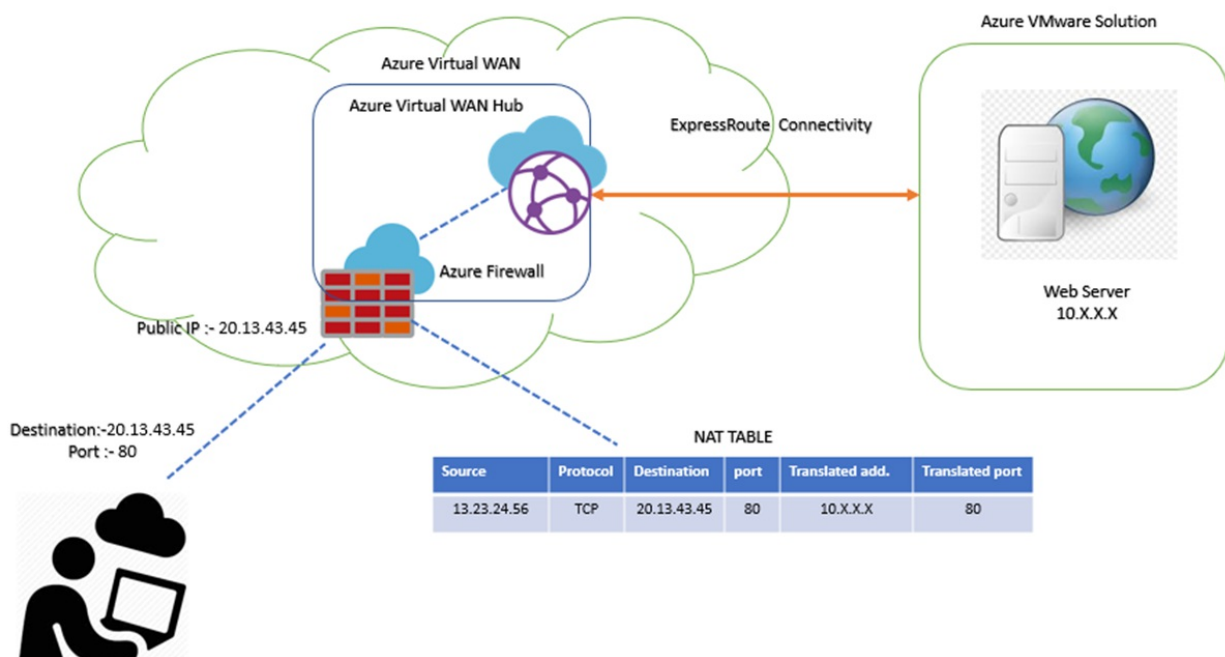 Azure VMware Solution
Azure Virtual WAN
Azure Virtual WAN Hub
ExpressRoute Connectivity
Azure Firewall
Web Server
10.X.X.X
Public IP :- 20.13.43.45
Destination:-20.13.43.45
Port :- 80
NAT TABLE
Source Protocol Destination port Translated add. Translated port
13.23.24.56 TCP 20.13.43.45 80 10.X.X.X 80